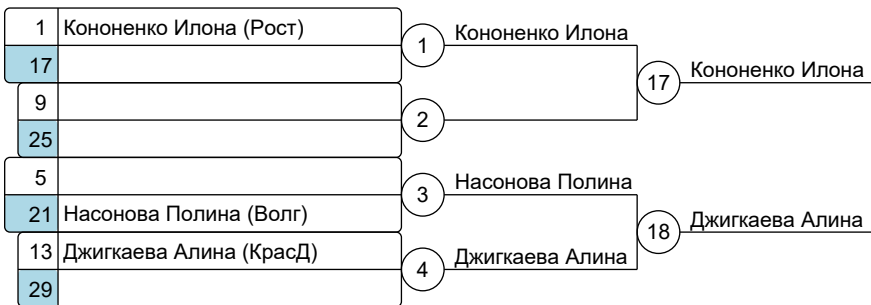 1 Кононенко Илона (Рост)
17
1 Кононенко Илона
9
25
2
17 Кононенко Илона
5
21 Насонова Полина (Волг)
3 Насонова Полина
13 Джигкаева Алина (КрасД)
29
4 Джигкаева Алина
18 Джигкаева Алина